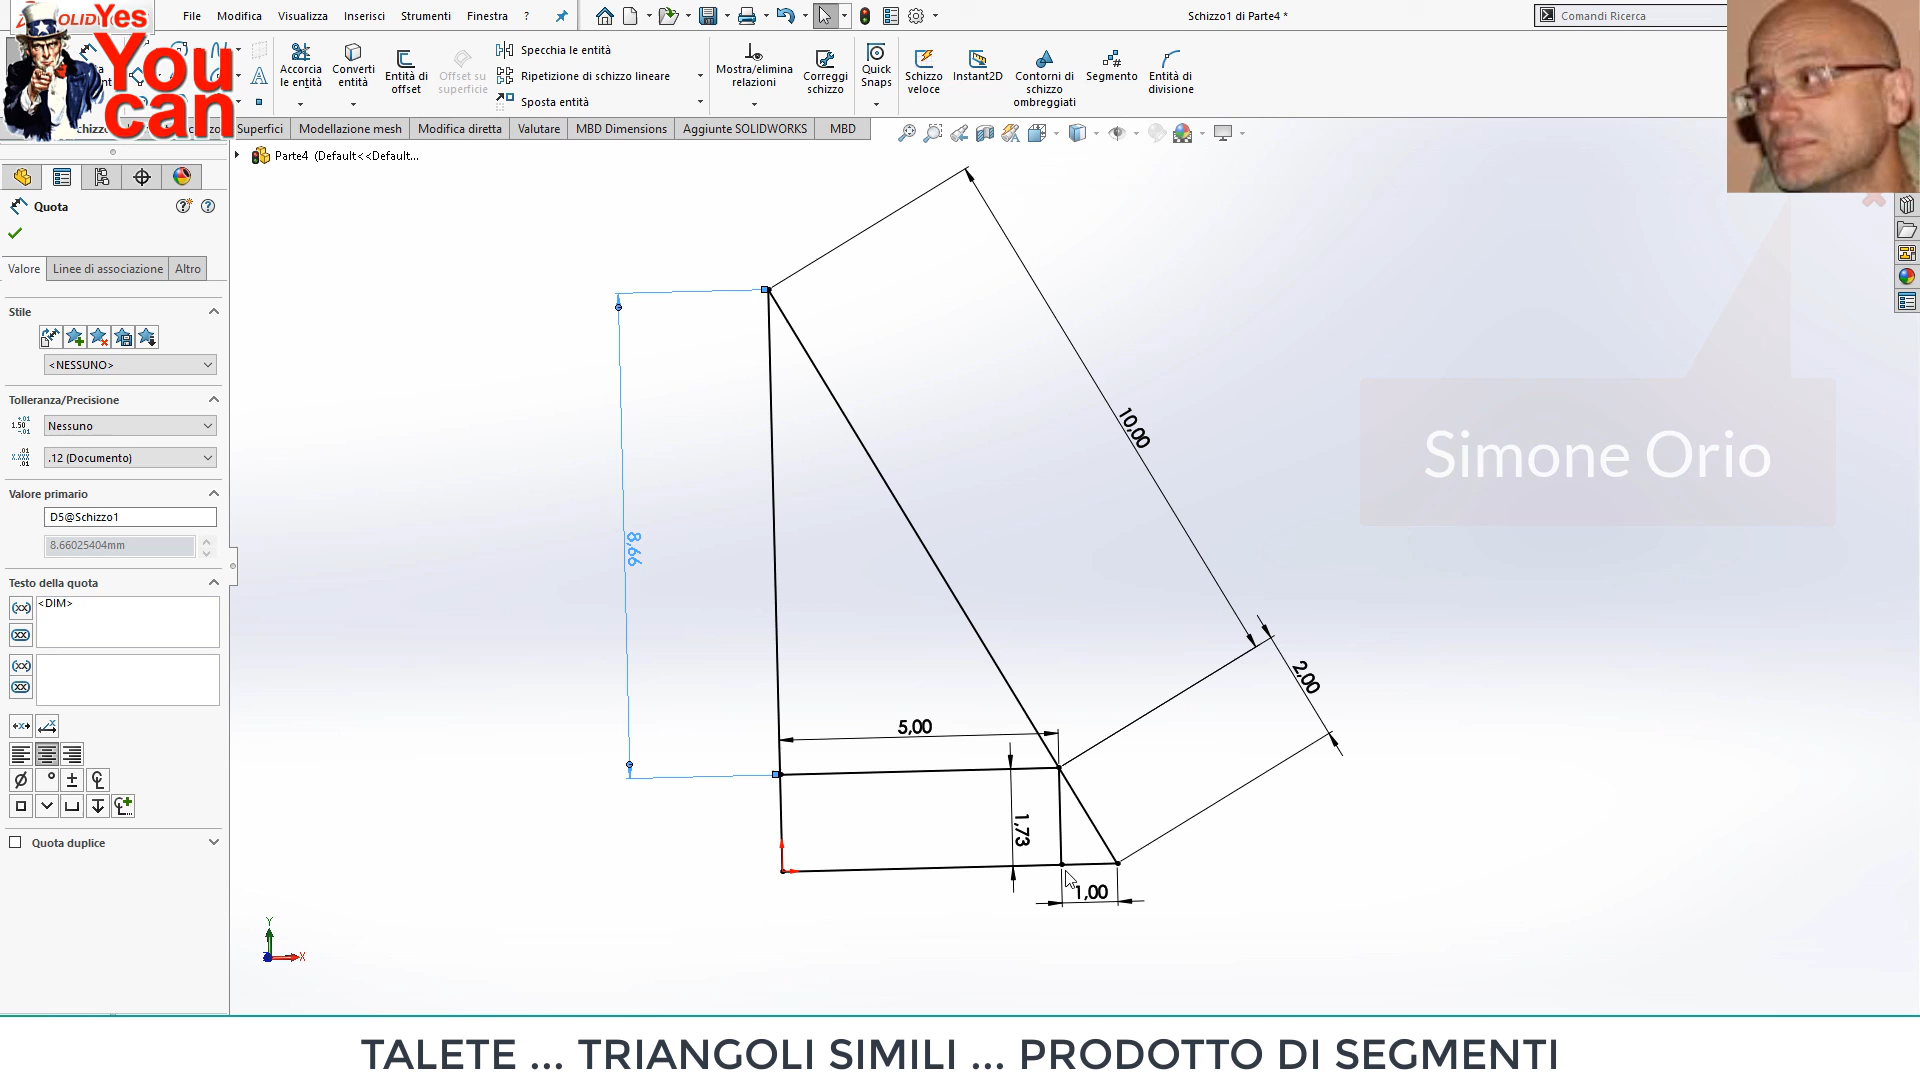 SOLID
Yes
You
can
File Modifica Visualizza Inserisci Strumenti Finestra ?
Schizzo1 di Parte4 *
Comandi Ricerca
Accorcia le entità
Converti entità
Entità di offset
Offset su superficie
Specchia le entità
Ripetizione di schizzo lineare
Sposta entità
Mostra/elimina relazioni
Correggi schizzo
Quick Snaps
Schizzo veloce
Instant2D
Contorni di schizzo ombreggiati
Segmento
Entità di divisione
Superfici Modellazione mesh Modifica diretta Valutare MBD Dimensions Aggiunte SOLIDWORKS MBD
Parte4 (Default<<Default...
Quota
Valore Linee di associazione Altro
Stile
<NESSUNO>
Tolleranza/Precisione
Nessuno
.12 (Documento)
Valore primario
D5@Schizzo1
8.66025404mm
Testo della quota
<DIM>
Quota duplice
10,00
8,66
2,00
5,00
1,73
1,00
Y
X
Simone Orio
TALETE ... TRIANGOLI SIMILI ... PRODOTTO DI SEGMENTI